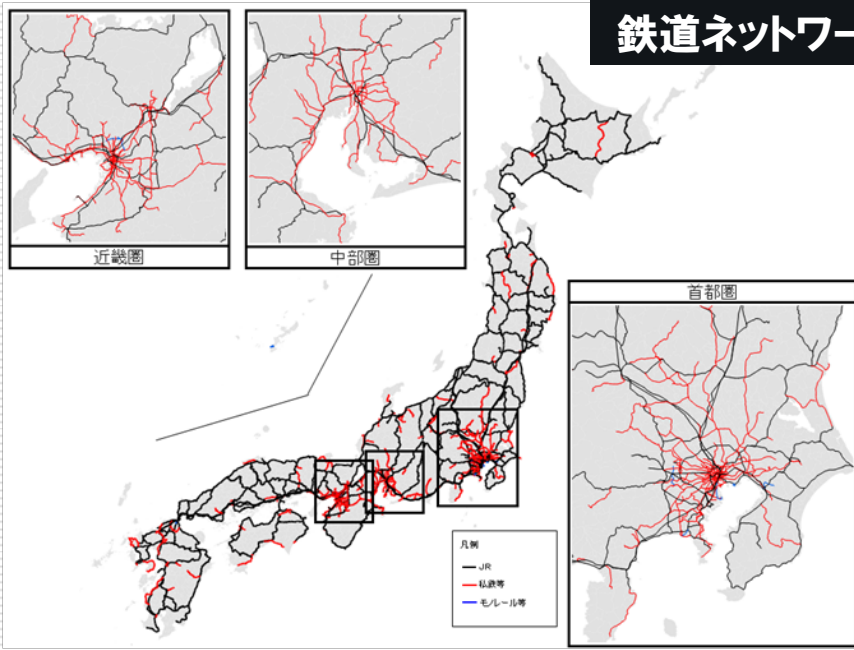 鉄道ネットワー
近畿圏
中部圏
首都圏
凡例
JR
私鉄等
モノレール等